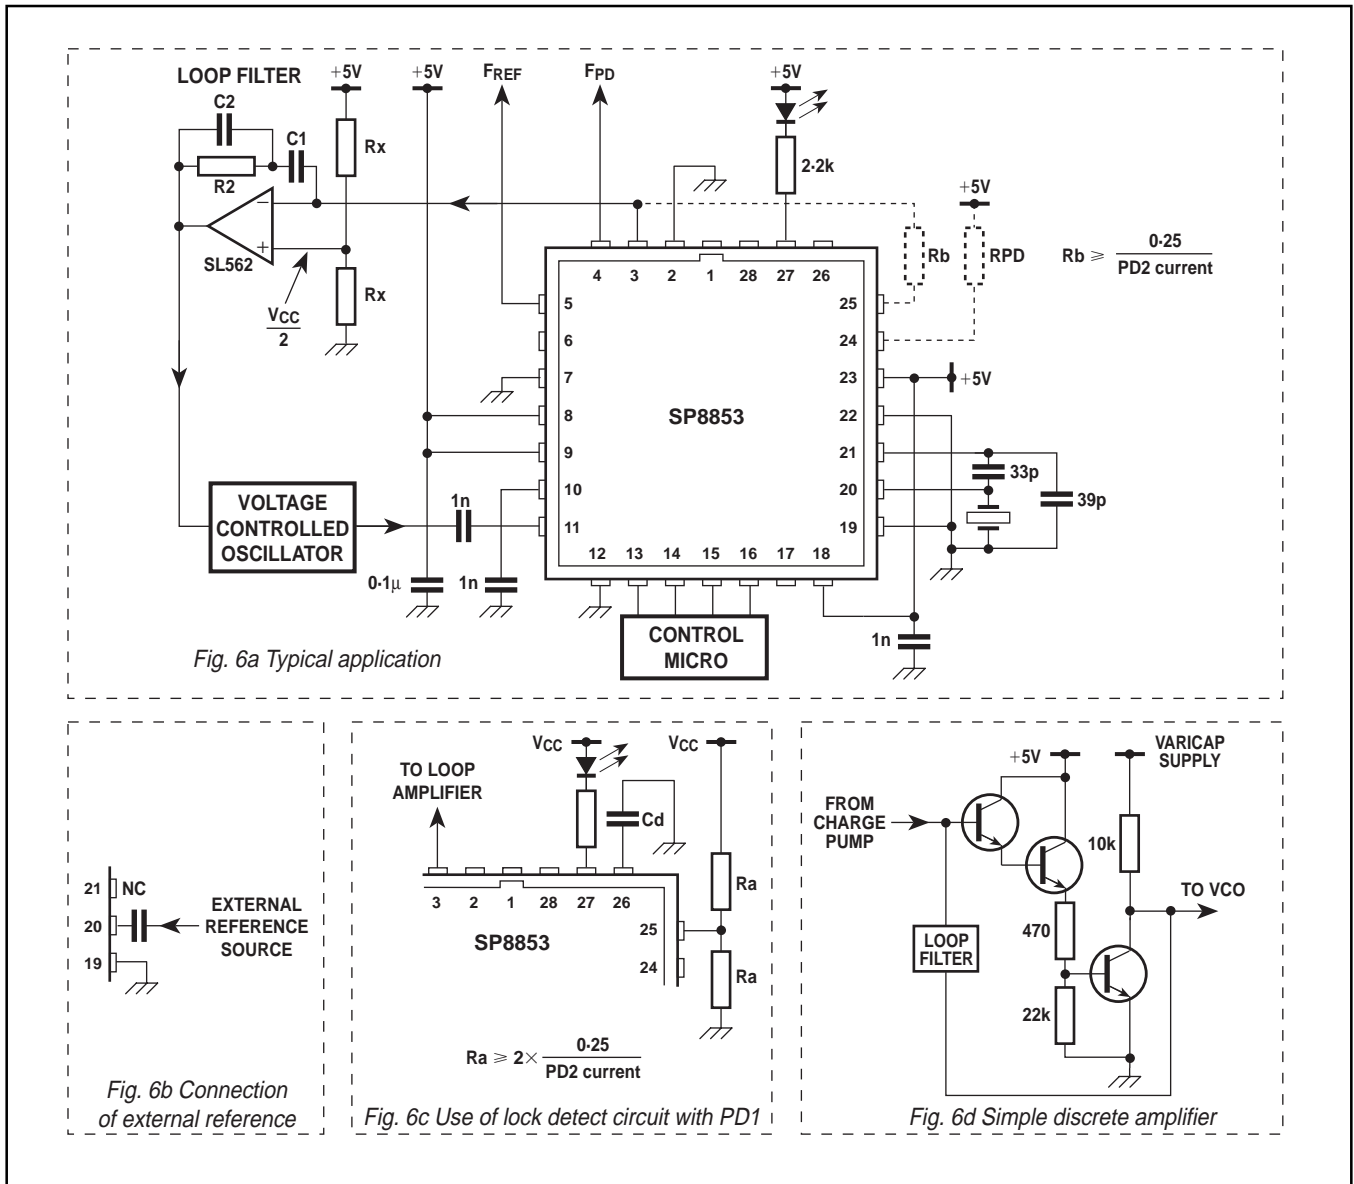 LOOP FILTER
+5V
+5V
FREF
FPD
+5V
C2
C1
Rx
R2
2·2k
+5V
−
+
SL562
VCC
2
Rx
Rb
RPD
Rb ⩾ 0·25
PD2 current
4 3 2 1 28 27 26
5
6
7
8
9
10
11
25
24
23
22
21
20
19
+5V
SP8853
33p
39p
12 13 14 15 16 17 18
VOLTAGE
CONTROLLED
OSCILLATOR
1n
0·1µ
1n
CONTROL
MICRO
1n
Fig. 6a Typical application
21
NC
20
19
EXTERNAL
REFERENCE
SOURCE
Fig. 6b Connection
of external reference
VCC
VCC
TO LOOP
AMPLIFIER
Cd
Ra
3 2 1 28 27 26
25
24
SP8853
Ra
Ra ⩾ 2× 0·25
PD2 current
Fig. 6c Use of lock detect circuit with PD1
+5V
VARICAP
SUPPLY
FROM
CHARGE
PUMP
10k
TO VCO
470
LOOP
FILTER
22k
Fig. 6d Simple discrete amplifier